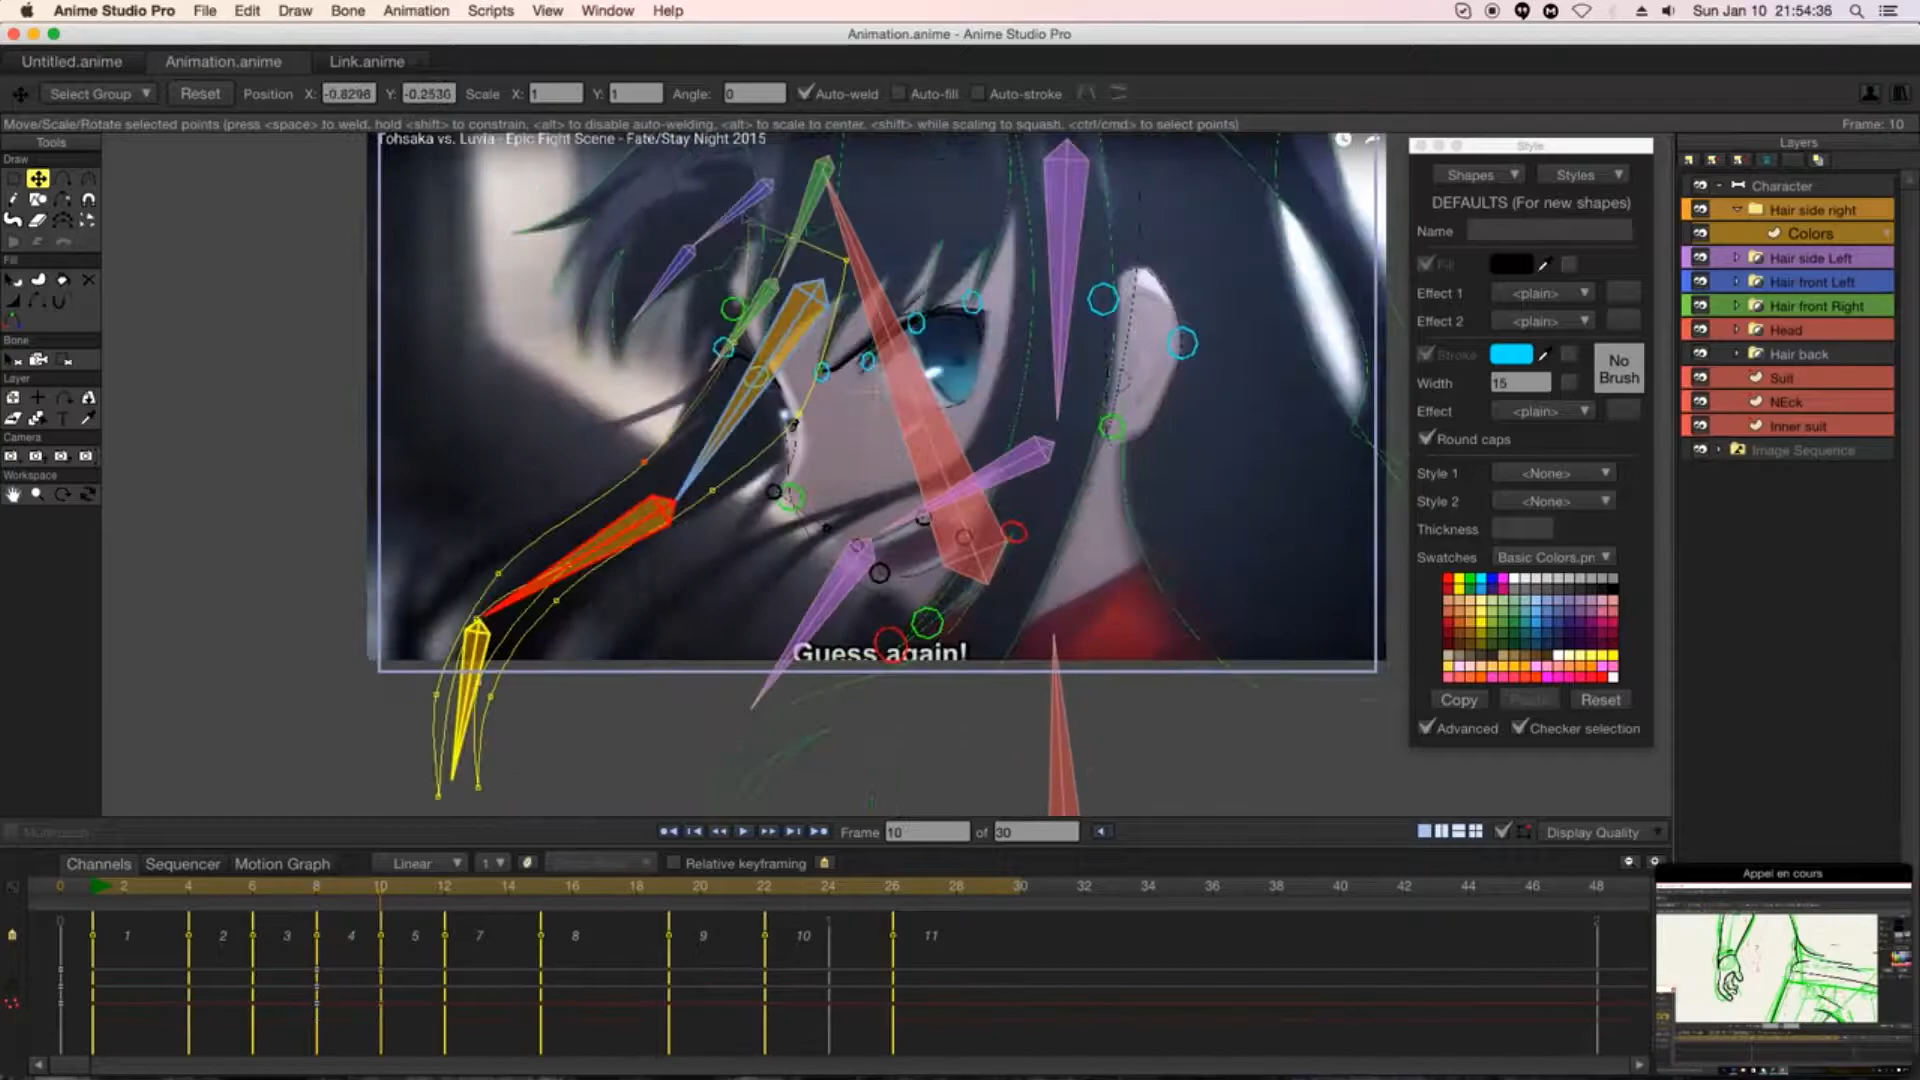 Anime Studio Pro File Edit Draw Bone Animation Scripts View Window Help Sun Jan 10 21:54:36
Animation.anime - Anime Studio Pro
Untitled.anime Animation.anime Link.anime
Select Group Reset Position X: -0.8296 Y: -0.2536 Scale X: 1 Y: 1 Angle: 0 Auto-weld Auto-fill Auto-stroke
Move/Scale/Rotate selected points (press <space> to weld, hold <shift> to constrain, <alt> to disable auto-welding, <alt> to scale to center, <shift> while scaling to squash, <ctrl/cmd> to select points) Frame: 10
Tools
Draw
Fill
Bone
Layer
Camera
Workspace
Tohsaka vs. Luvia - Epic Fight Scene - Fate/Stay Night 2015
Guess again!
Style
Shapes Styles
DEFAULTS (For new shapes)
Name
Fill
Effect 1 <plain>
Effect 2 <plain>
Stroke
No
Brush
Width 15
Effect <plain>
Round caps
Style 1 <None>
Style 2 <None>
Thickness
Swatches Basic Colors.pn
Copy Paste Reset
Advanced Checker selection
Layers
Character
Hair side right
Colors
Hair side Left
Hair front Left
Hair front Right
Head
Hair back
Suit
NEck
Inner suit
Image Sequence
Frame 10 of 30 Display Quality
Channels Sequencer Motion Graph Linear 1 Relative keyframing
0 2 4 6 8 10 12 14 16 18 20 22 24 26 28 30 32 34 36 38 40 42 44 46 48
1 2 3 4 5 7 8 9 10 11
Appel en cours